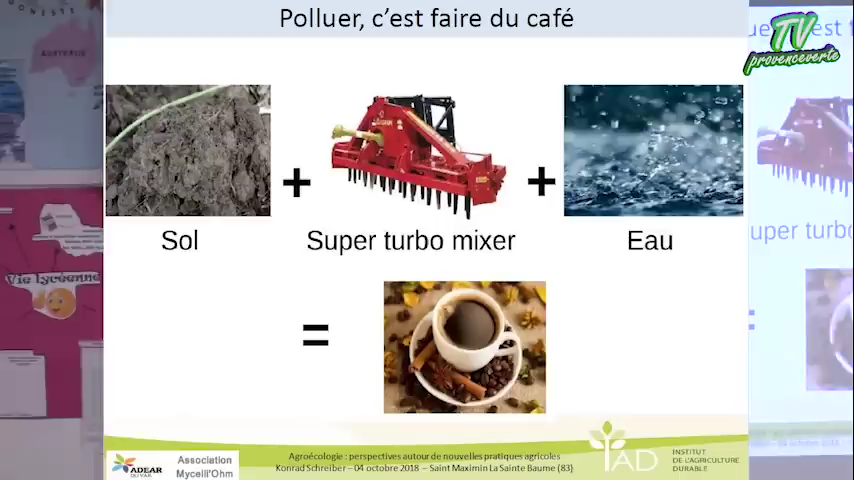 Polluer, c'est faire du café
TV
provenceverte
AUSTRALIE
+
+
Sol
Super turbo mixer
Eau
=
Vie lycéenne
ADEAR
DU VAR
Association
Mycelli'Ohm
Agroécologie : perspectives autour de nouvelles pratiques agricoles
Konrad Schreiber – 04 octobre 2018 – Saint Maximin La Sainte Baume (83)
IAD
INSTITUT
DE L'AGRICULTURE
DURABLE
uper turbo